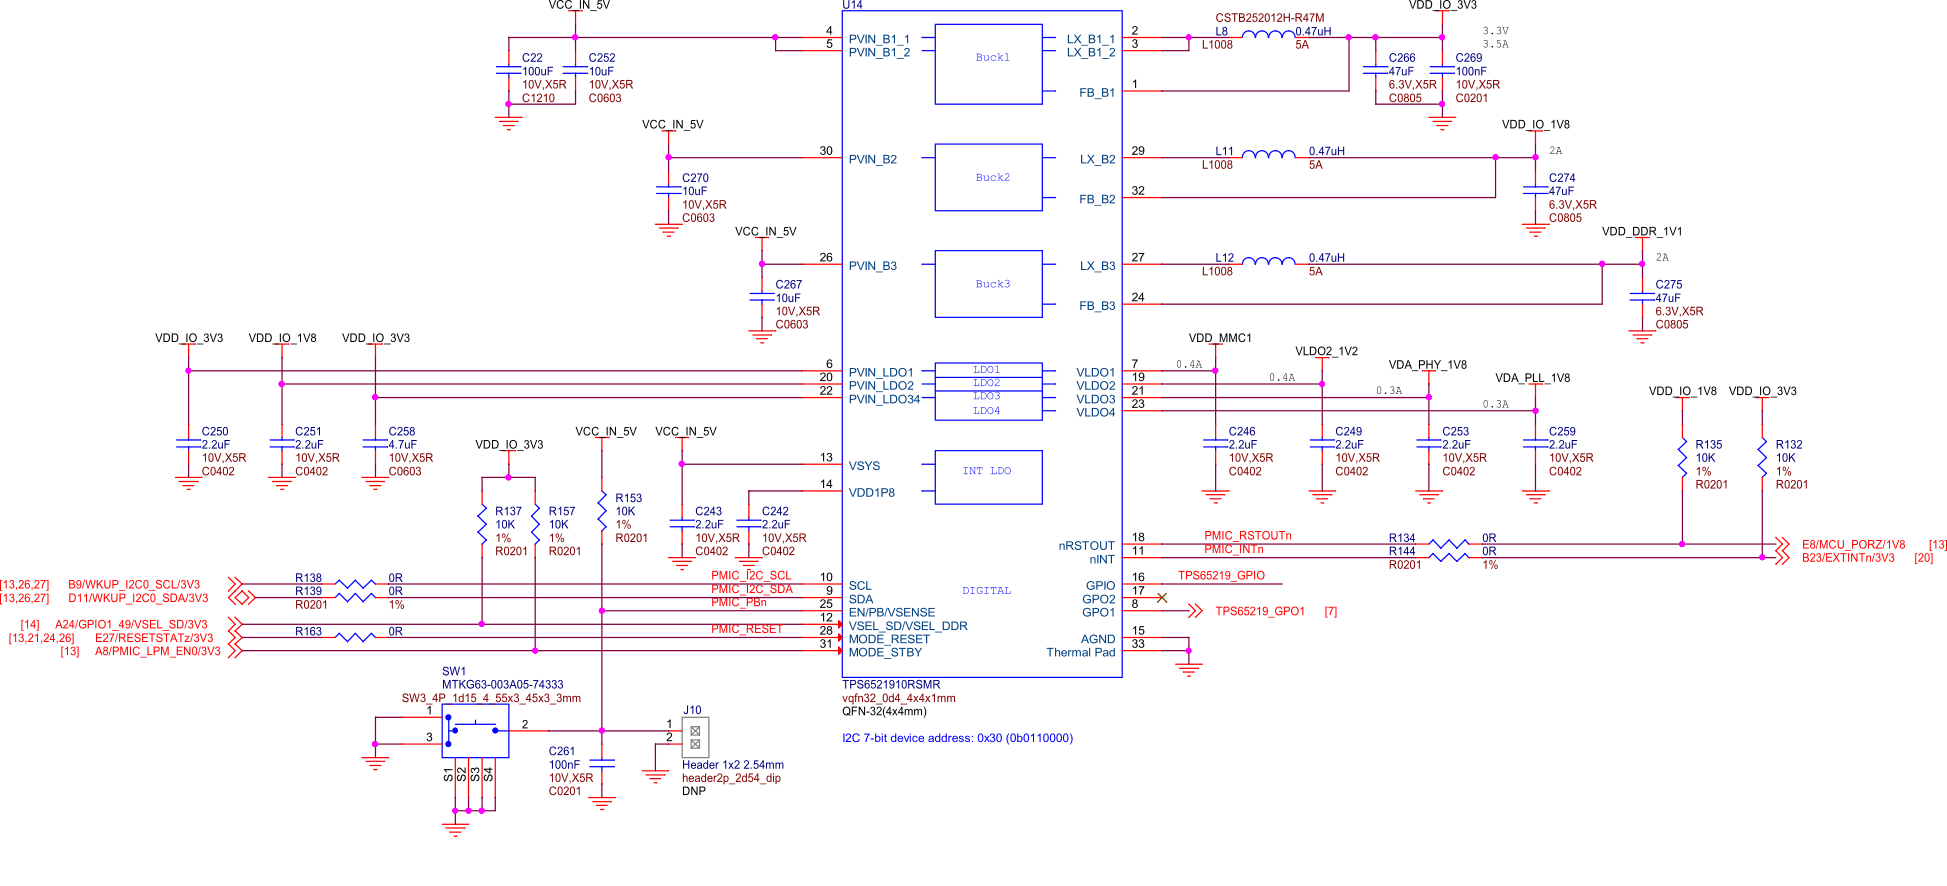 VCC_IN_5V
U14
VDD_IO_3V3
CSTB252012H-R47M
4
PVIN_B1_1
5
PVIN_B1_2
Buck1
LX_B1_1
2
LX_B1_2
3
L8
0.47uH
L1008
5A
3.3V
3.5A
C22
100uF
10V,X5R
C1210
C252
10uF
10V,X5R
C0603
FB_B1
1
C266
47uF
6.3V,X5R
C0805
C269
100nF
10V,X5R
C0201
VCC_IN_5V
30
PVIN_B2
Buck2
LX_B2
29
FB_B2
32
L11
0.47uH
L1008
5A
VDD_IO_1V8
2A
C270
10uF
10V,X5R
C0603
C274
47uF
6.3V,X5R
C0805
VCC_IN_5V
26
PVIN_B3
Buck3
LX_B3
27
FB_B3
24
L12
0.47uH
L1008
5A
VDD_DDR_1V1
2A
C267
10uF
10V,X5R
C0603
C275
47uF
6.3V,X5R
C0805
VDD_IO_3V3
VDD_IO_1V8
VDD_IO_3V3
6
PVIN_LDO1
20
PVIN_LDO2
22
PVIN_LDO34
LDO1
LDO2
LDO3
LDO4
VLDO1
7
VLDO2
19
VLDO3
21
VLDO4
23
VDD_MMC1
0.4A
VLDO2_1V2
0.4A
VDA_PHY_1V8
0.3A
VDA_PLL_1V8
0.3A
VDD_IO_1V8
VDD_IO_3V3
C250
2.2uF
10V,X5R
C0402
C251
2.2uF
10V,X5R
C0402
C258
4.7uF
10V,X5R
C0603
VDD_IO_3V3
VCC_IN_5V
VCC_IN_5V
13
VSYS
14
VDD1P8
INT LDO
C246
2.2uF
10V,X5R
C0402
C249
2.2uF
10V,X5R
C0402
C253
2.2uF
10V,X5R
C0402
C259
2.2uF
10V,X5R
C0402
R135
10K
1%
R0201
R132
10K
1%
R0201
R137
10K
1%
R0201
R157
10K
1%
R0201
R153
10K
1%
R0201
C243
2.2uF
10V,X5R
C0402
C242
2.2uF
10V,X5R
C0402
nRSTOUT
18
PMIC_RSTOUTn
R134
0R
E8/MCU_PORZ/1V8
[13]
nINT
11
PMIC_INTn
R144
0R
R0201
1%
B23/EXTINTn/3V3
[20]
[13,26,27]
B9/WKUP_I2C0_SCL/3V3
R138
0R
PMIC_I2C_SCL
10
SCL
[13,26,27]
D11/WKUP_I2C0_SDA/3V3
R139
0R
R0201
1%
PMIC_I2C_SDA
9
SDA
PMIC_PBn
25
EN/PB/VSENSE
[14]
A24/GPIO1_49/VSEL_SD/3V3
12
VSEL_SD/VSEL_DDR
[13,21,24,26]
E27/RESETSTATz/3V3
R163
0R
PMIC_RESET
28
MODE_RESET
[13]
A8/PMIC_LPM_EN0/3V3
31
MODE_STBY
DIGITAL
GPIO
16
TPS65219_GPIO
GPO2
17
GPO1
8
TPS65219_GPO1
[7]
AGND
15
Thermal Pad
33
SW1
MTKG63-003A05-74333
SW3_4P_1d15_4_55x3_45x3_3mm
1
2
3
S1
S2
S3
S4
C261
100nF
10V,X5R
C0201
J10
1
2
Header 1x2 2.54mm
header2p_2d54_dip
DNP
TPS6521910RSMR
vqfn32_0d4_4x4x1mm
QFN-32(4x4mm)
I2C 7-bit device address: 0x30 (0b0110000)